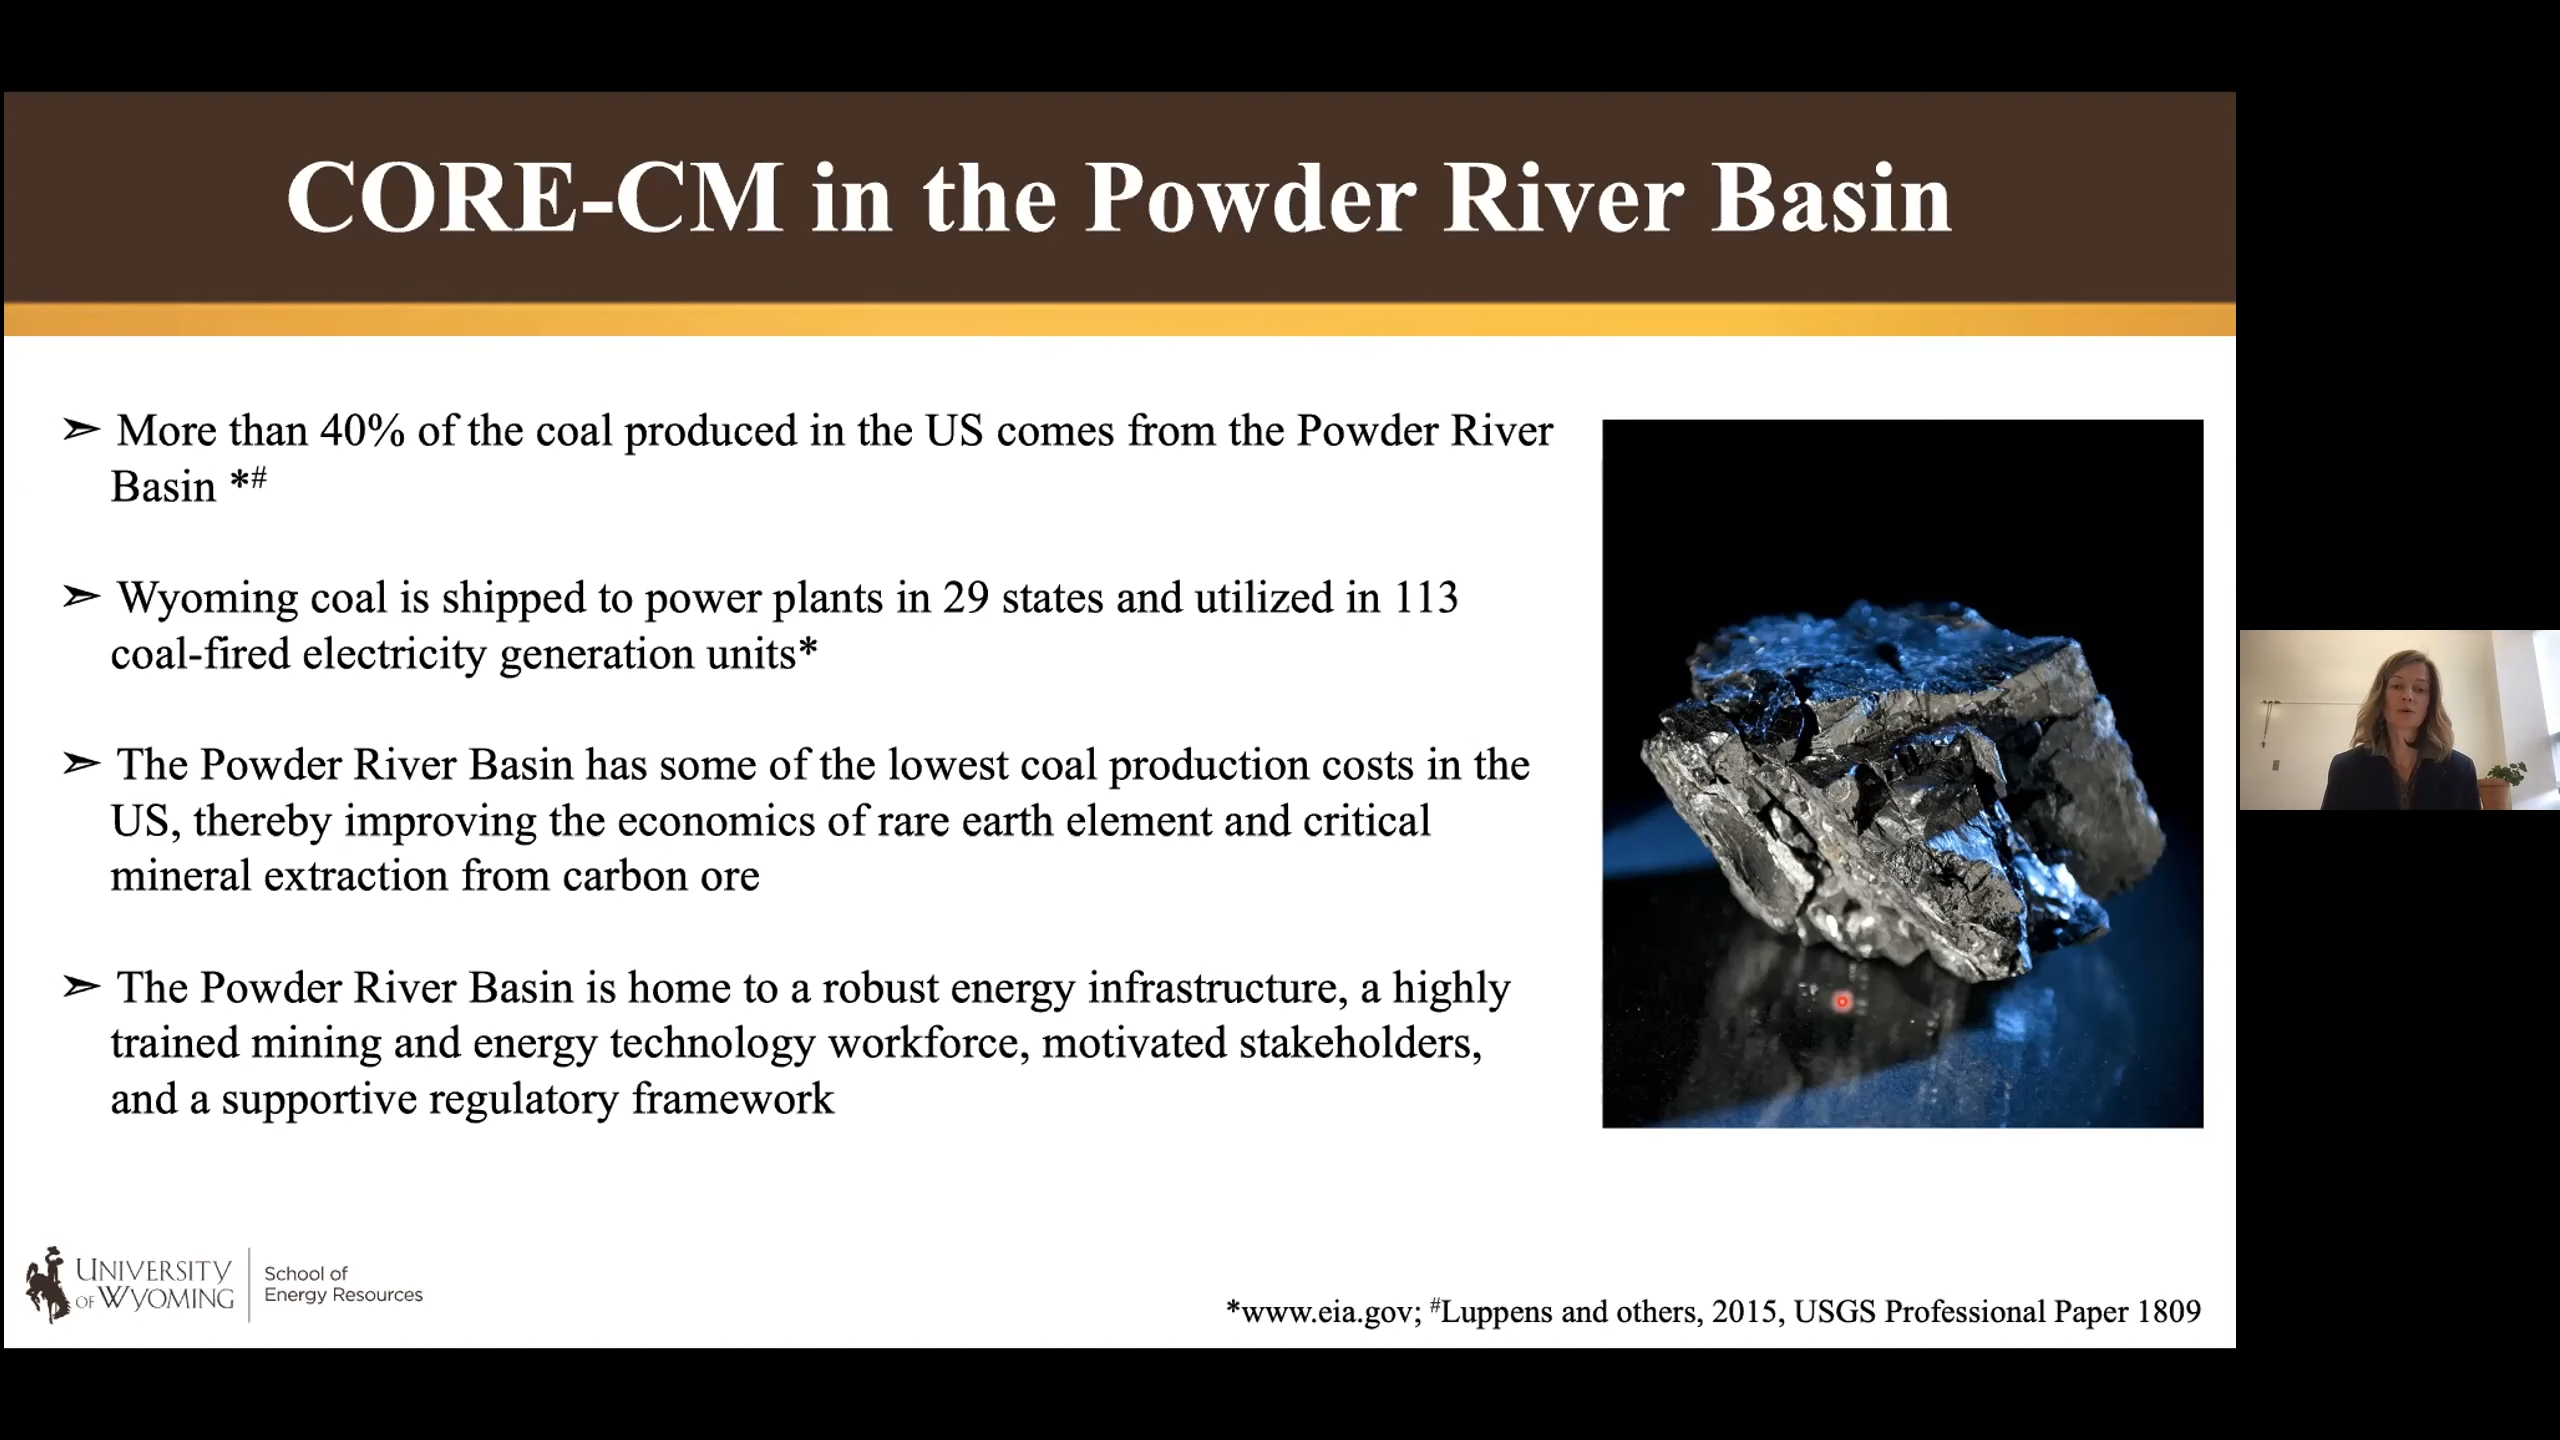 CORE-CM in the Powder River Basin
➢ More than 40% of the coal produced in the US comes from the Powder River
Basin *#
➢ Wyoming coal is shipped to power plants in 29 states and utilized in 113
coal-fired electricity generation units*
➢ The Powder River Basin has some of the lowest coal production costs in the
US, thereby improving the economics of rare earth element and critical
mineral extraction from carbon ore
➢ The Powder River Basin is home to a robust energy infrastructure, a highly
trained mining and energy technology workforce, motivated stakeholders,
and a supportive regulatory framework
UNIVERSITY
OF WYOMING
School of
Energy Resources
*www.eia.gov; #Luppens and others, 2015, USGS Professional Paper 1809